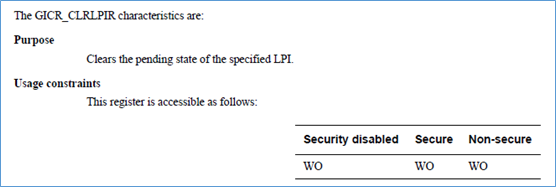 The GICR_CLRLPIR characteristics are:
Purpose
Clears the pending state of the specified LPI.
Usage constraints
This register is accessible as follows:
Security disabled Secure Non-secure
WO WO WO